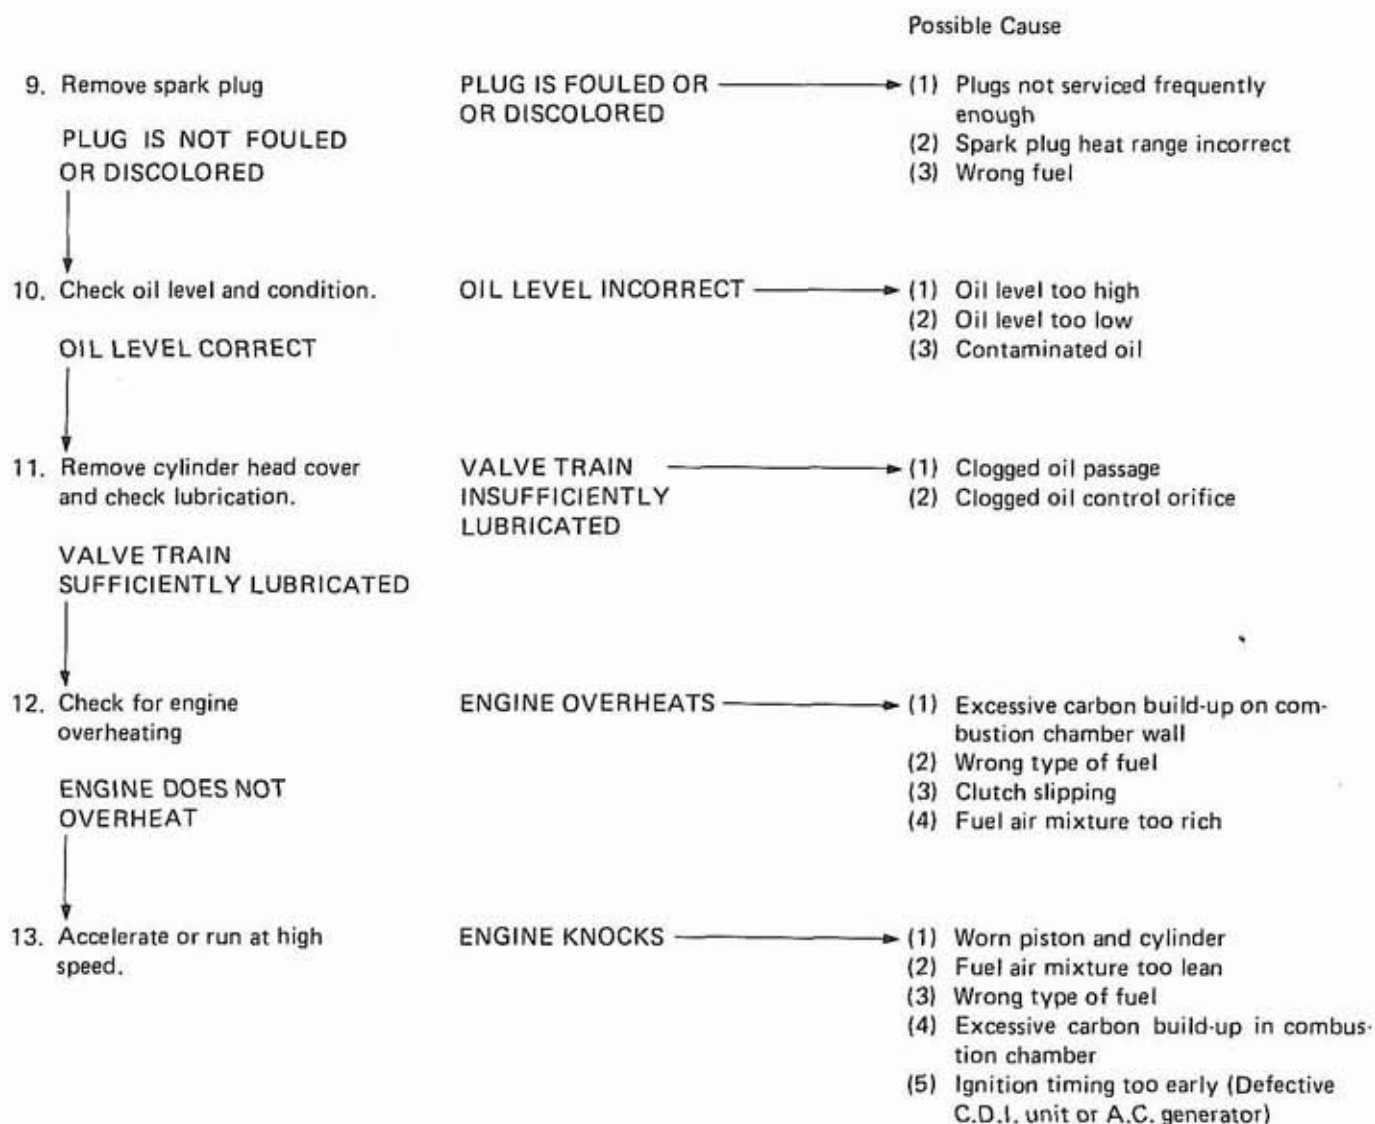 Possible Cause
9. Remove spark plug
PLUG IS NOT FOULED
OR DISCOLORED
PLUG IS FOULED OR
OR DISCOLORED
(1) Plugs not serviced frequently
enough
(2) Spark plug heat range incorrect
(3) Wrong fuel
10. Check oil level and condition.
OIL LEVEL CORRECT
OIL LEVEL INCORRECT
(1) Oil level too high
(2) Oil level too low
(3) Contaminated oil
11. Remove cylinder head cover
and check lubrication.
VALVE TRAIN
SUFFICIENTLY LUBRICATED
VALVE TRAIN
INSUFFICIENTLY
LUBRICATED
(1) Clogged oil passage
(2) Clogged oil control orifice
12. Check for engine
overheating
ENGINE DOES NOT
OVERHEAT
ENGINE OVERHEATS
(1) Excessive carbon build-up on com-
bustion chamber wall
(2) Wrong type of fuel
(3) Clutch slipping
(4) Fuel air mixture too rich
13. Accelerate or run at high
speed.
ENGINE KNOCKS
(1) Worn piston and cylinder
(2) Fuel air mixture too lean
(3) Wrong type of fuel
(4) Excessive carbon build-up in combus-
tion chamber
(5) Ignition timing too early (Defective
C.D.I. unit or A.C. generator)